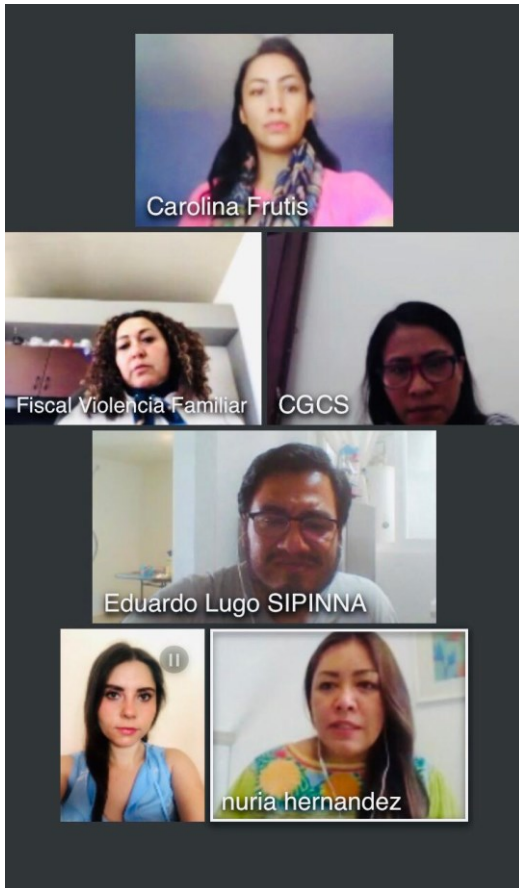 Carolina Frutis
Fiscal Violencia Familiar
CGCS
Eduardo Lugo SIPINNA
nuria hernandez